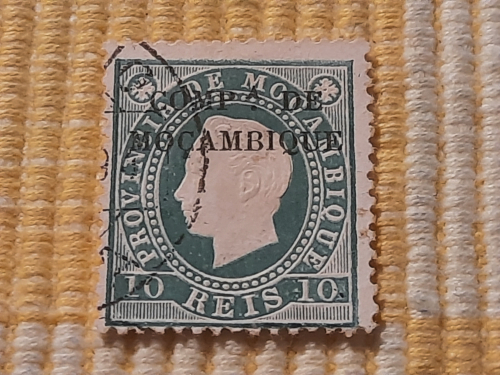 PROVINCIA DE MOÇAMBIQUE
COMPA. DE
MOÇAMBIQUE
10 REIS 10